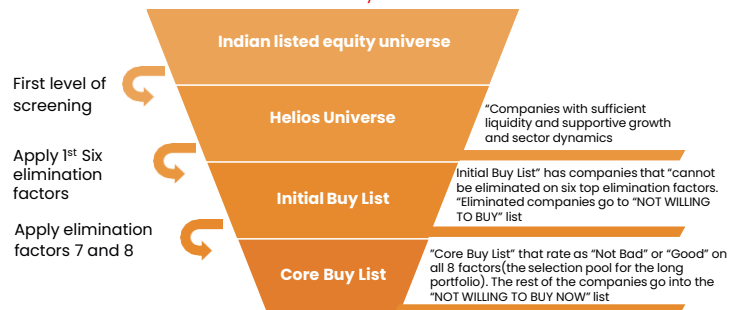 Indian listed equity universe
First level of
screening
Helios Universe
“Companies with sufficient
liquidity and supportive growth
and sector dynamics
Apply 1st Six
elimination
factors
Initial Buy List
Initial Buy List” has companies that “cannot
be eliminated on six top elimination factors.
“Eliminated companies go to “NOT WILLING
TO BUY” list
Apply elimination
factors 7 and 8
Core Buy List
“Core Buy List” that rate as “Not Bad” or “Good” on
all 8 factors(the selection pool for the long
portfolio). The rest of the companies go into the
“NOT WILLING TO BUY NOW” list